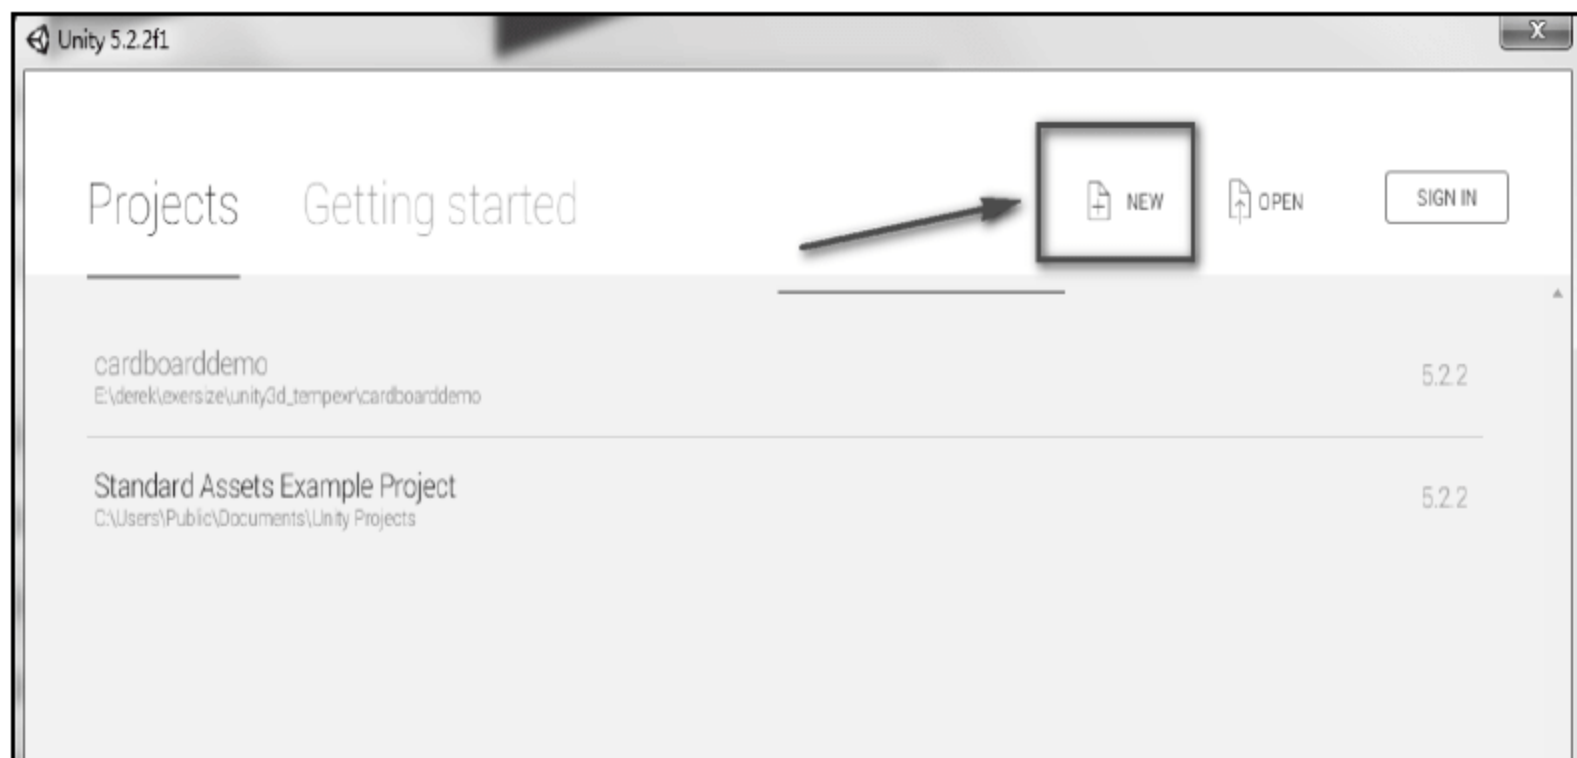 Unity 5.2.2f1
X
Projects Getting started NEW OPEN SIGN IN
cardboarddemo
E:\derek\exersize\unity3d_tempexr\cardboarddemo
5.2.2
Standard Assets Example Project
C:\Users\Public\Documents\Unity Projects
5.2.2